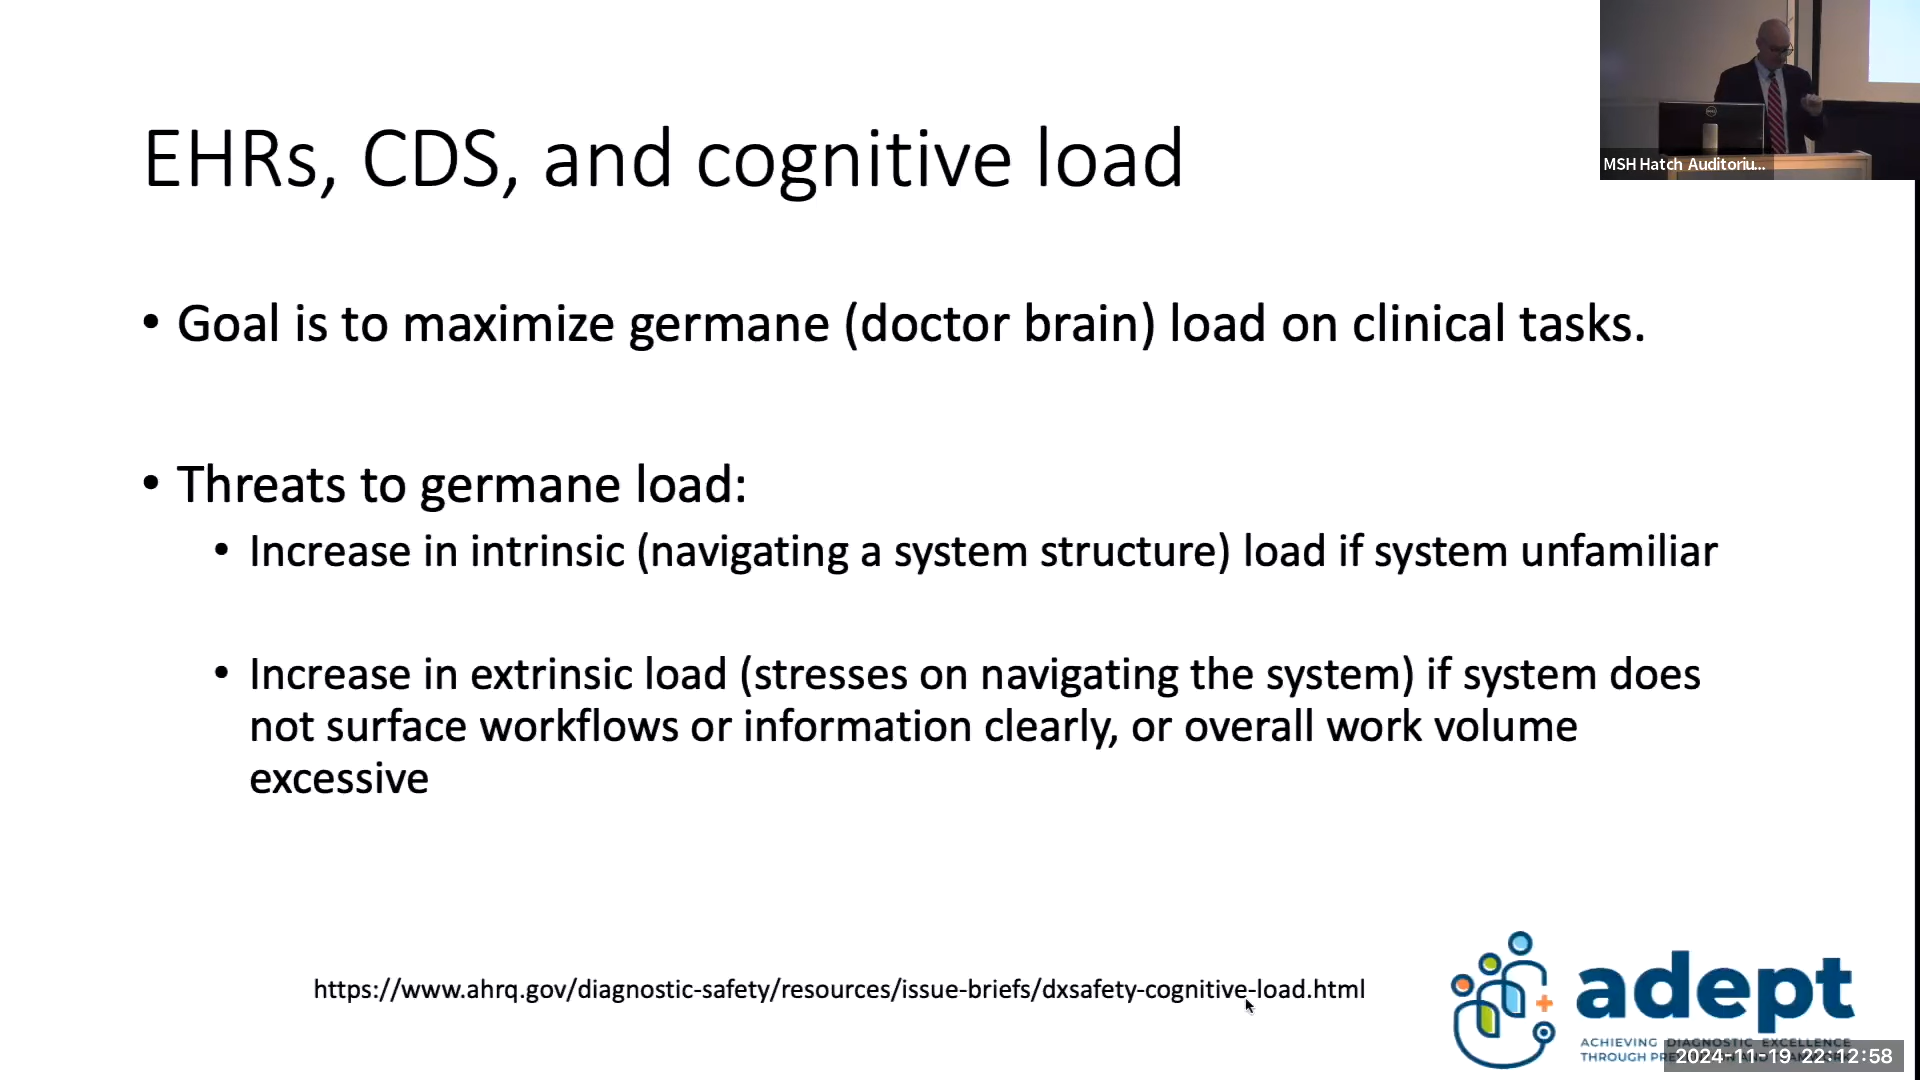 EHRs, CDS, and cognitive load
MSH Hatch Auditoriu...
• Goal is to maximize germane (doctor brain) load on clinical tasks.
• Threats to germane load:
• Increase in intrinsic (navigating a system structure) load if system unfamiliar
• Increase in extrinsic load (stresses on navigating the system) if system does
not surface workflows or information clearly, or overall work volume
excessive
https://www.ahrq.gov/diagnostic-safety/resources/issue-briefs/dxsafety-cognitive-load.html
adept
ACHIEVING DIAGNOSTIC EXCELLENCE
THROUGH
2024-11-19 22:12:58